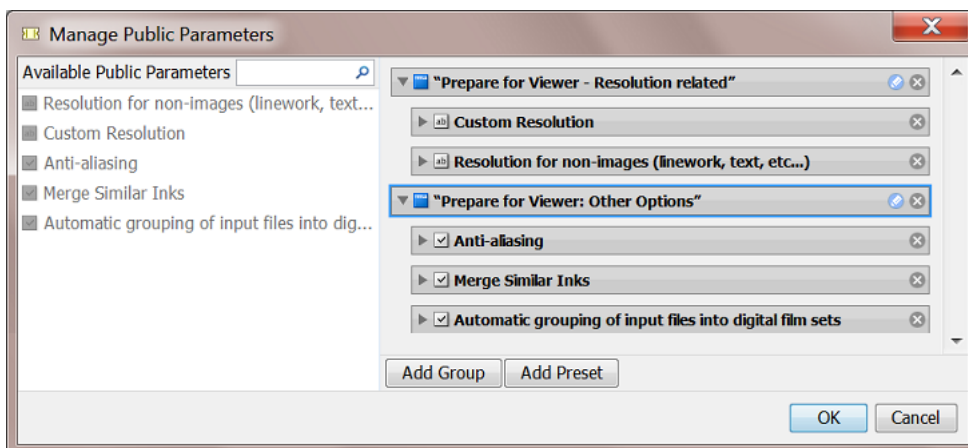 Manage Public Parameters
Available Public Parameters
Resolution for non-images (linework, text...
Custom Resolution
Anti-aliasing
Merge Similar Inks
Automatic grouping of input files into dig...
"Prepare for Viewer - Resolution related"
ab Custom Resolution
ab Resolution for non-images (linework, text, etc...)
"Prepare for Viewer: Other Options"
Anti-aliasing
Merge Similar Inks
Automatic grouping of input files into digital film sets
Add Group
Add Preset
OK
Cancel